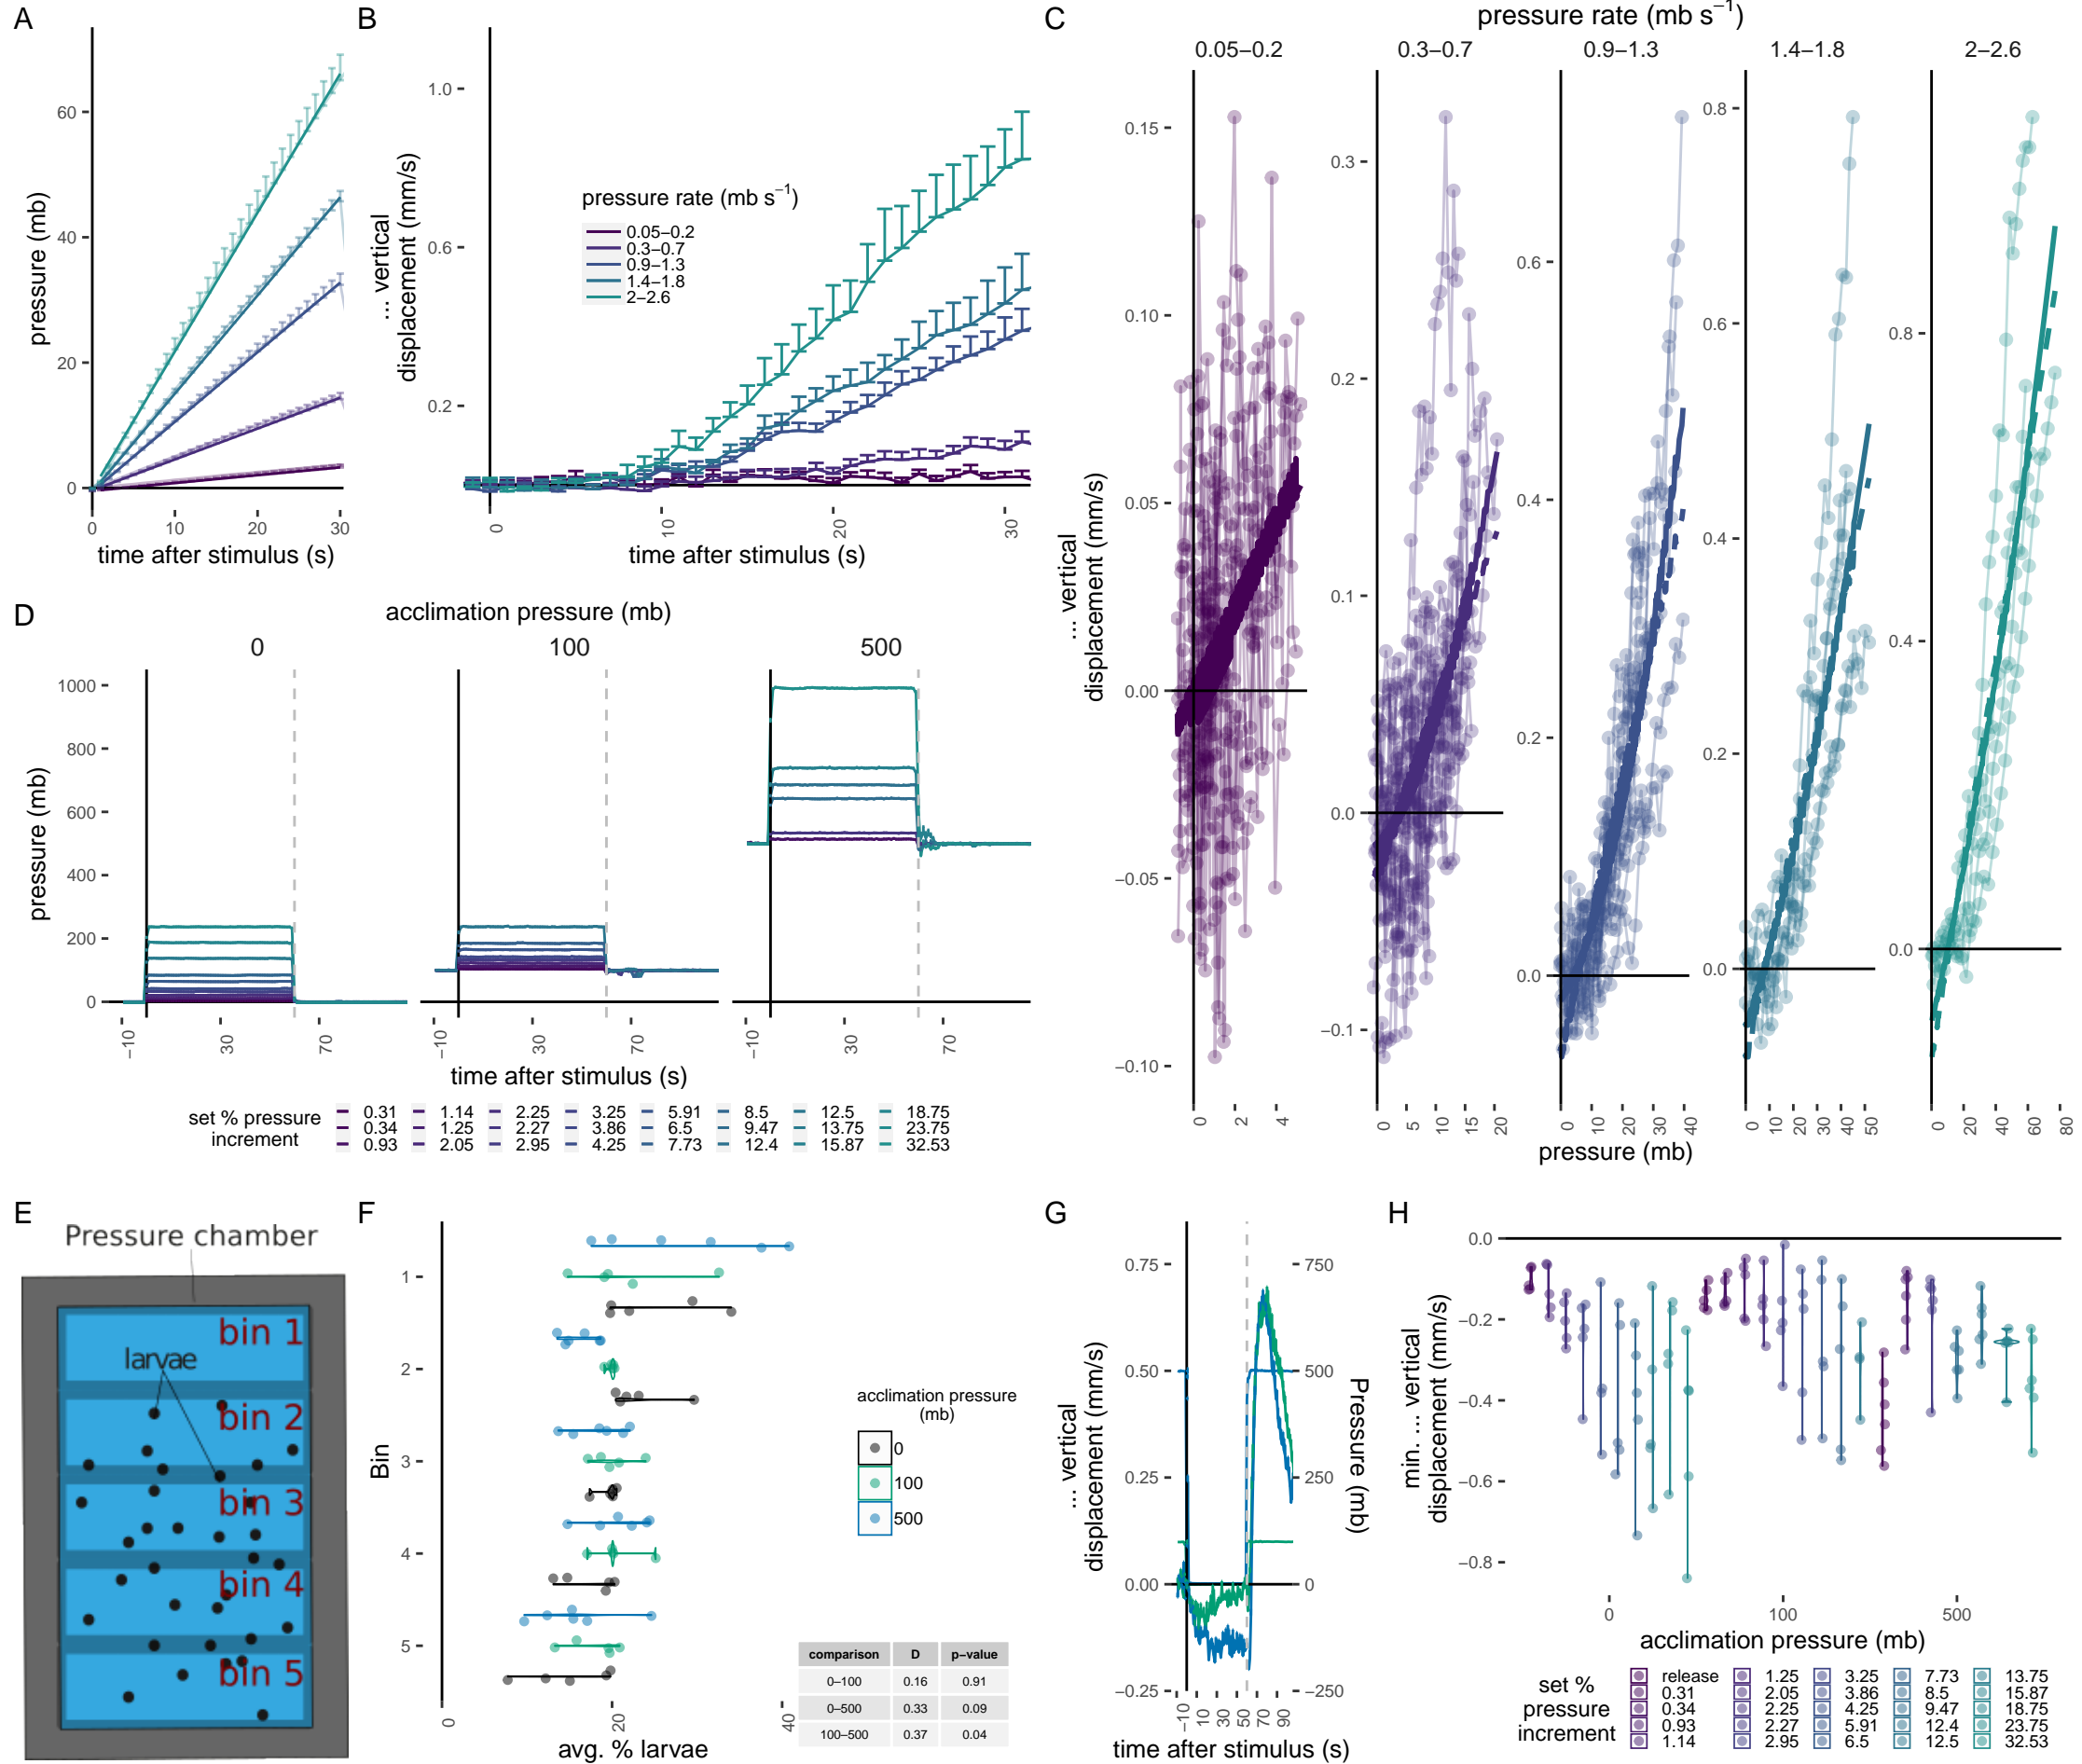 A
pressure (mb)
60
40
20
0
0
10
20
30
time after stimulus (s)
B
... vertical
displacement (mm/s)
1.0
0.6
0.2
pressure rate (mb s−1)
0.05−0.2
0.3−0.7
0.9−1.3
1.4−1.8
2−2.6
0
10
20
30
time after stimulus (s)
C
pressure rate (mb s−1)
0.05−0.2
0.3−0.7
0.9−1.3
1.4−1.8
2−2.6
... vertical
displacement (mm/s)
0.15
0.10
0.05
0.00
−0.05
−0.10
0
2
4
0.3
0.2
0.1
0.0
−0.1
0
5
10
15
20
0.6
0.4
0.2
0.0
0
10
20
30
40
0.8
0.6
0.4
0.2
0.0
0
10
20
30
40
50
0.8
0.4
0.0
0
20
40
60
80
pressure (mb)
D
acclimation pressure (mb)
0
100
500
pressure (mb)
1000
800
600
400
200
0
−10
30
70
−10
30
70
−10
30
70
time after stimulus (s)
set % pressure
increment
0.31 1.14 2.25 3.25 5.91 8.5 12.5 18.75
0.34 1.25 2.27 3.86 6.5 9.47 13.75 23.75
0.93 2.05 2.95 4.25 7.73 12.4 15.87 32.53
E
Pressure chamber
bin 1
larvae
bin 2
bin 3
bin 4
bin 5
F
Bin
1
2
3
4
5
0
20
40
avg. % larvae
acclimation pressure
(mb)
0
100
500
comparison D p−value
0−100 0.16 0.91
0−500 0.33 0.09
100−500 0.37 0.04
G
... vertical
displacement (mm/s)
0.75
0.50
0.25
0.00
−0.25
750
500
250
0
−250
Pressure (mb)
−10
10
30
50
70
90
time after stimulus (s)
H
min. ... vertical
displacement (mm/s)
0.0
−0.2
−0.4
−0.6
−0.8
0
100
500
acclimation pressure (mb)
set %
pressure
increment
release 1.25 3.25 7.73 13.75
0.31 2.05 3.86 8.5 15.87
0.34 2.25 4.25 9.47 18.75
0.93 2.27 5.91 12.4 23.75
1.14 2.95 6.5 12.5 32.53